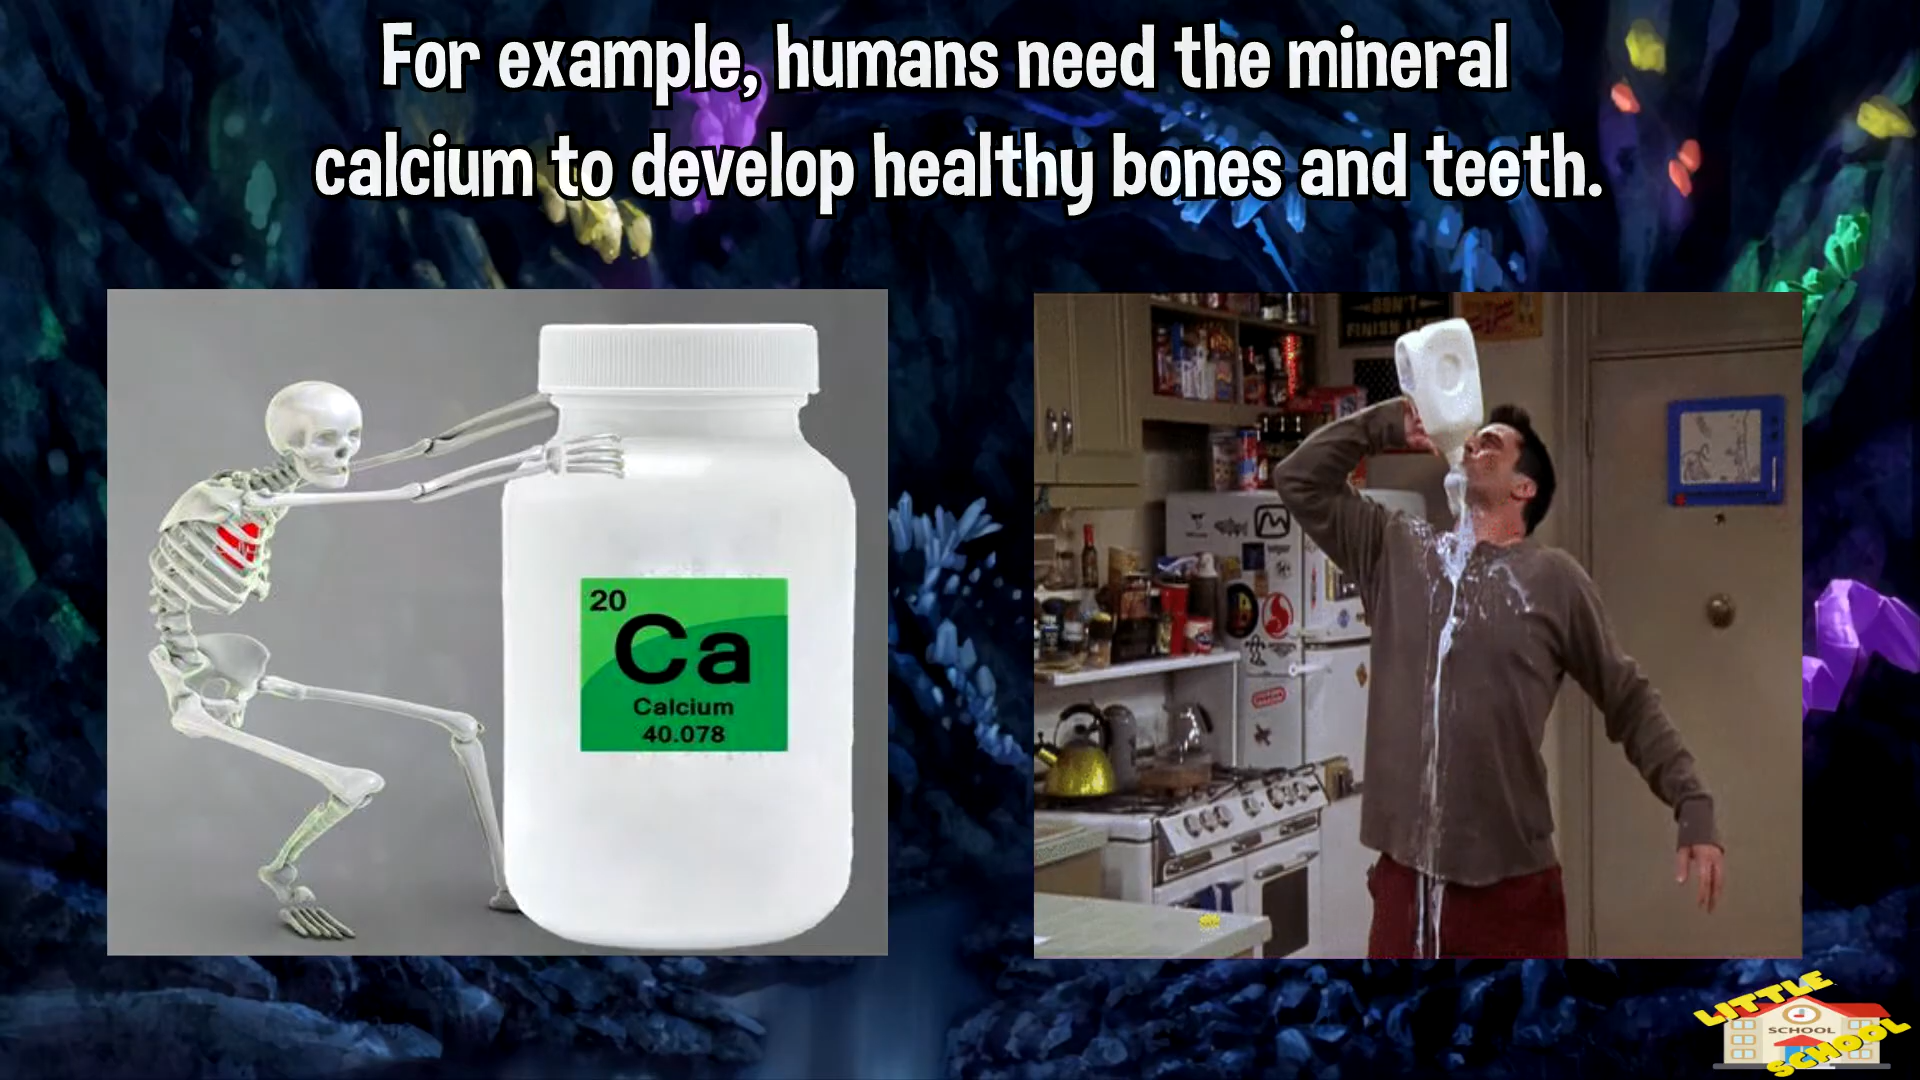 For example, humans need the mineral
calcium to develop healthy bones and teeth.
20
Ca
Calcium
40.078
DON'T
LITTLE
SCHOOL
SCHOOL